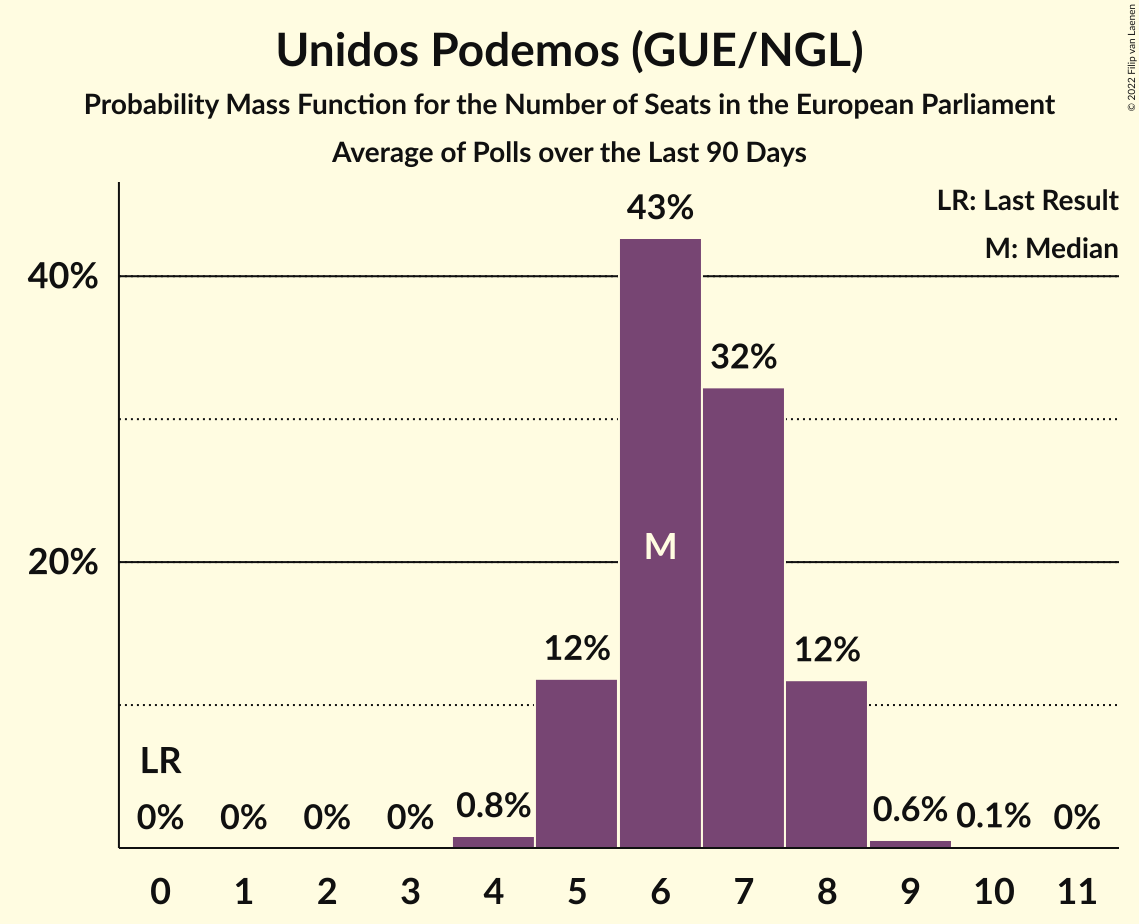 Unidos Podemos (GUE/NGL)
Probability Mass Function for the Number of Seats in the European Parliament
Average of Polls over the Last 90 Days
© 2022 Filip van Laenen
LR: Last Result
M: Median
43%
40%
32%
M
20%
12%
12%
LR
0%
0%
0%
0%
0.8%
0.6%
0.1%
0%
0 1 2 3 4 5 6 7 8 9 10 11